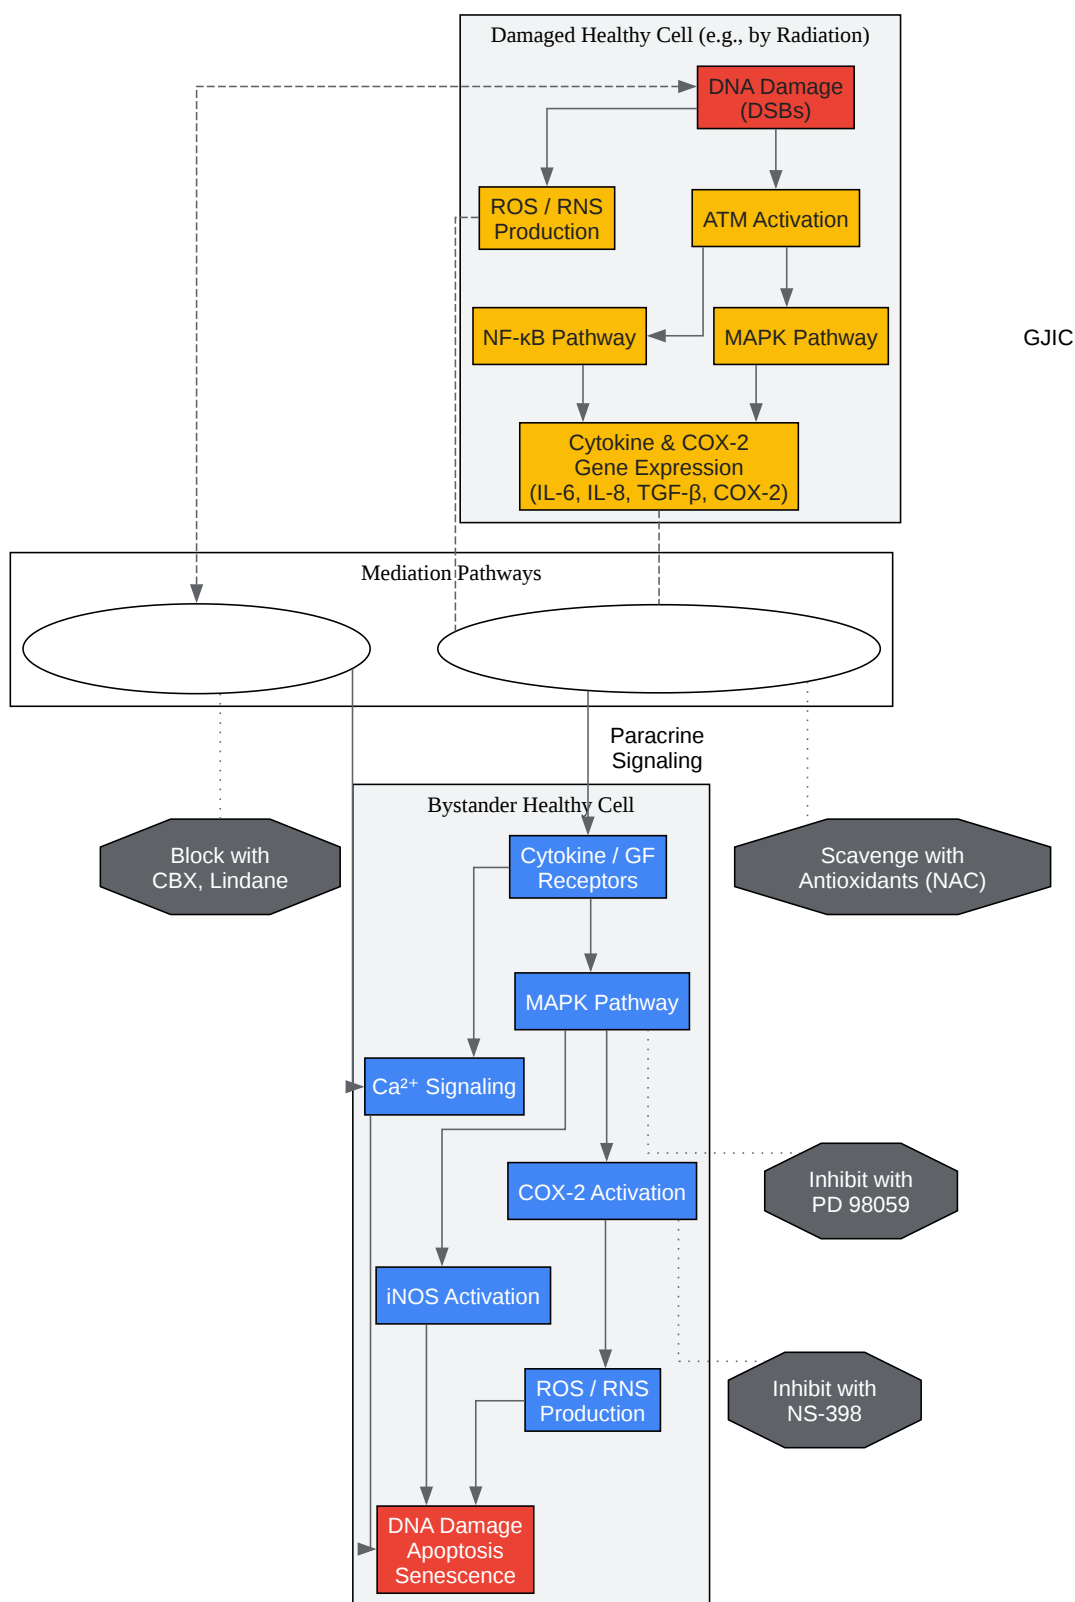 Damaged Healthy Cell (e.g., by Radiation)
DNA Damage
(DSBs)
ROS / RNS
Production
ATM Activation
NF-κB Pathway
MAPK Pathway
GJIC
Cytokine & COX-2
Gene Expression
(IL-6, IL-8, TGF-β, COX-2)
Mediation Pathways
Paracrine
Signaling
Bystander Healthy Cell
Block with
CBX, Lindane
Cytokine / GF
Receptors
Scavenge with
Antioxidants (NAC)
MAPK Pathway
Ca²⁺ Signaling
COX-2 Activation
Inhibit with
PD 98059
iNOS Activation
ROS / RNS
Production
Inhibit with
NS-398
DNA Damage
Apoptosis
Senescence